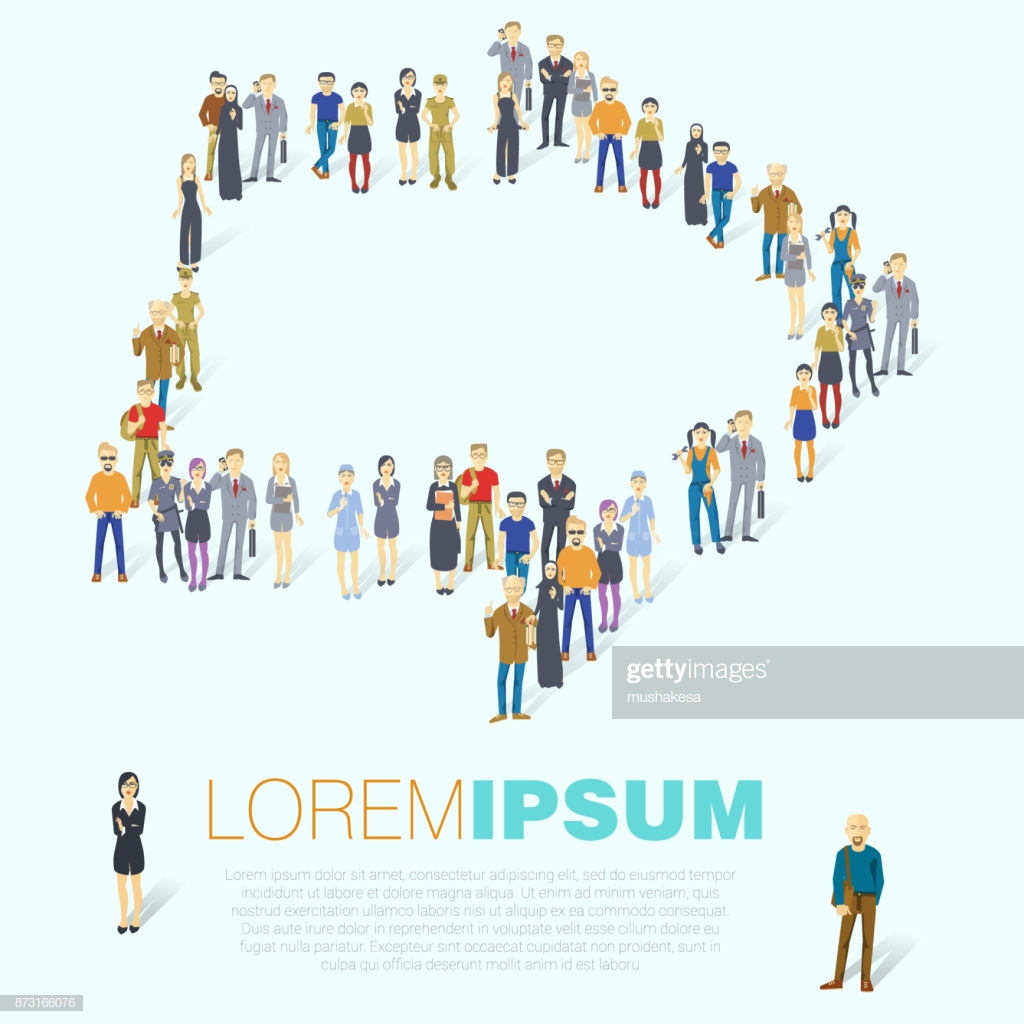 gettyimages®
mushakesa
LOREMIPSUM
Lorem ipsum dolor sit amet, consectetur adipiscing elit, sed do eiusmod tempor
incididunt ut labore et dolore magna aliqua. Ut enim ad minim veniam, quis
nostrud exercitation ullamco laboris nisi ut aliquip ex ea commodo consequat.
Duis aute irure dolor in reprehenderit in voluptate velit esse cillum dolore eu
fugiat nulla pariatur. Excepteur sint occaecat cupidatat non proident, sunt in
culpa qui officia deserunt mollit anim id est laboru
873166076